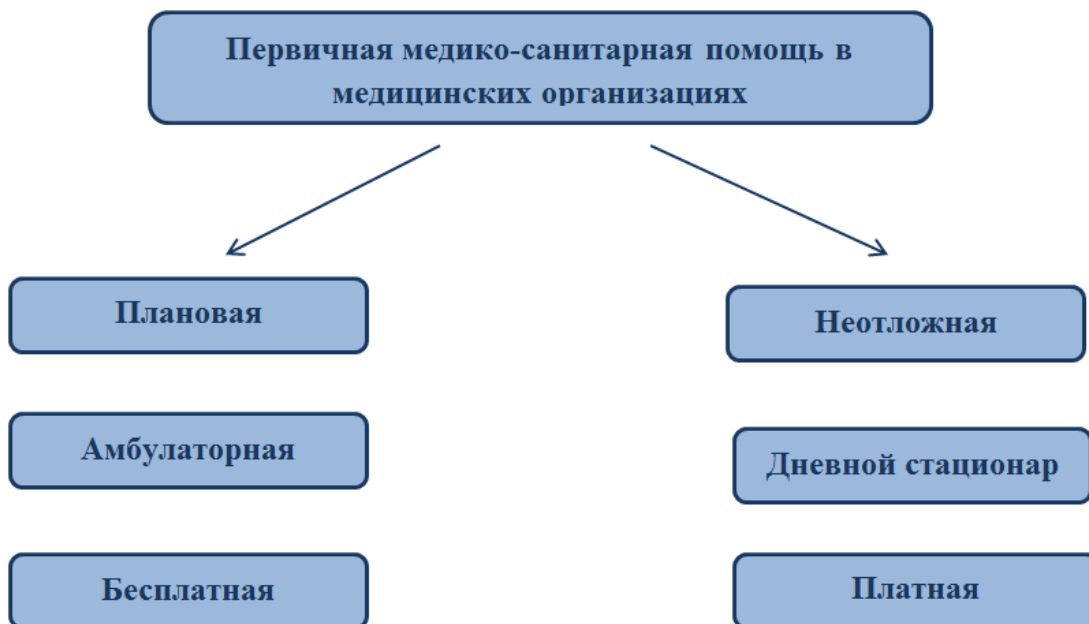 Первичная медико-санитарная помощь в
медицинских организациях
Плановая
Неотложная
Амбулаторная
Дневной стационар
Бесплатная
Платная